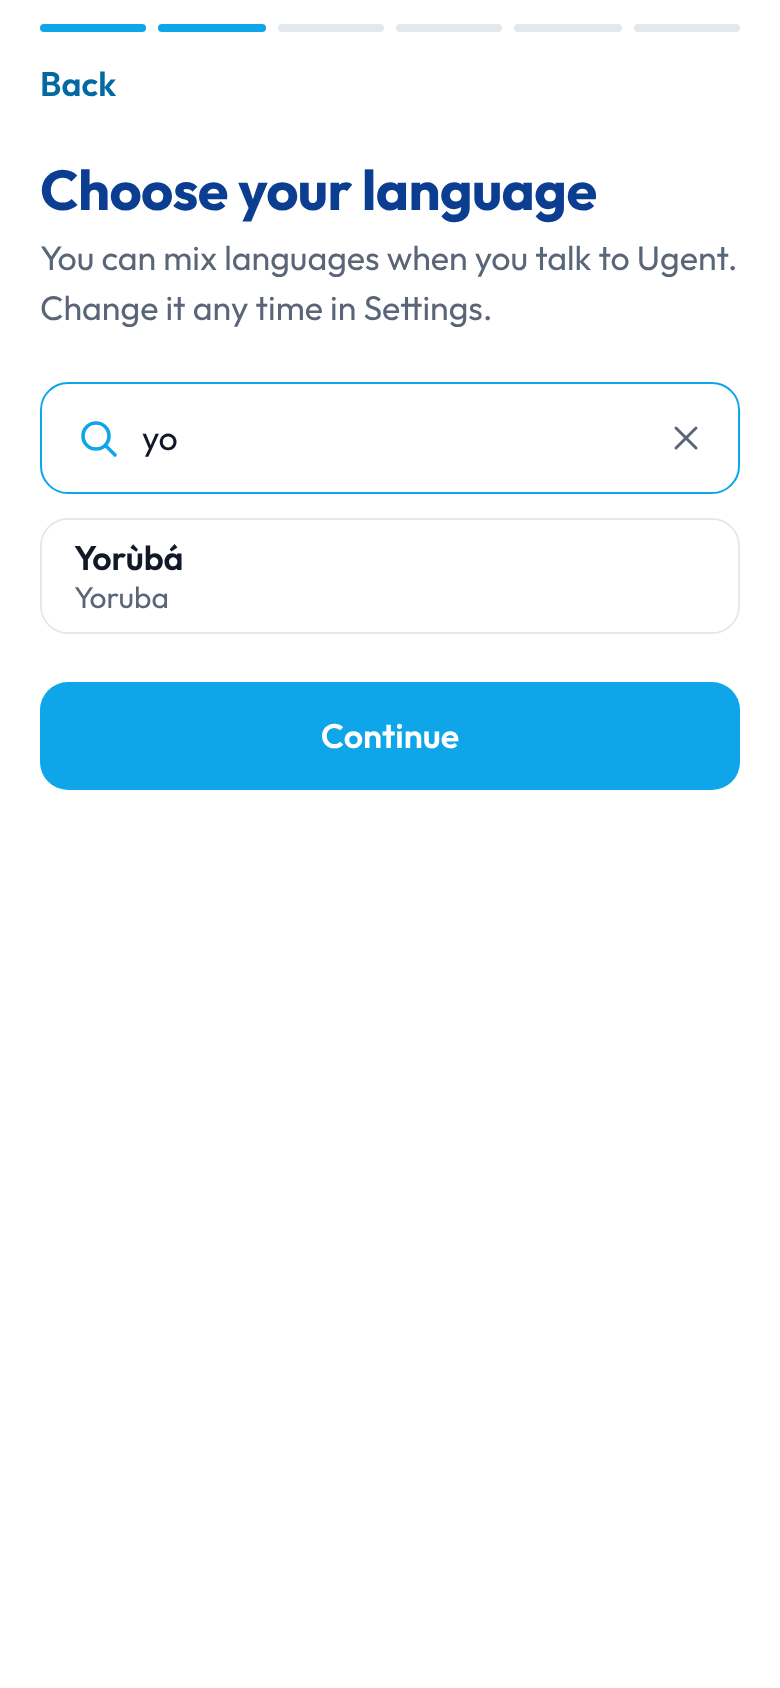 Back
Choose your language
You can mix languages when you talk to Ugent.
Change it any time in Settings.
yo
Yorùbá
Yoruba
Continue